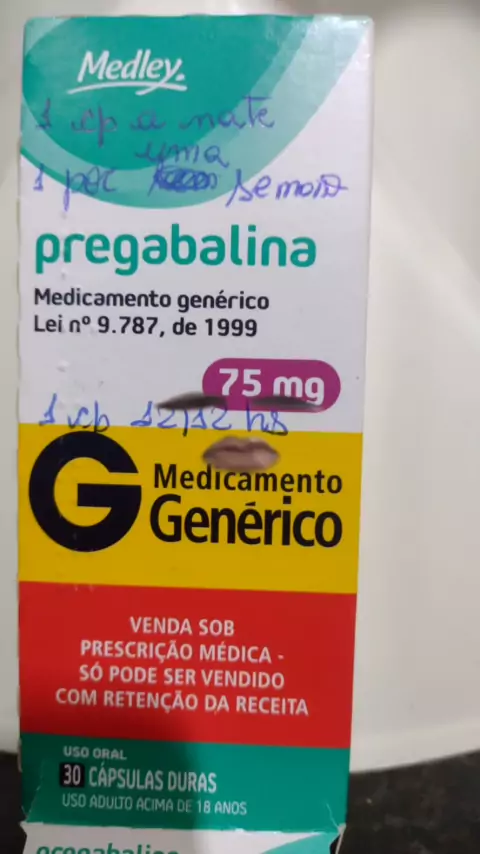 Medley.
1 cp a noite
uma
1 por semana
pregabalina
Medicamento genérico
Lei nº 9.787, de 1999
75 mg
1 cp 12/12 hs
G Medicamento
Genérico
VENDA SOB
PRESCRIÇÃO MÉDICA -
SÓ PODE SER VENDIDO
COM RETENÇÃO DA RECEITA
USO ORAL
30 CÁPSULAS DURAS
USO ADULTO ACIMA DE 18 ANOS
pregabalina